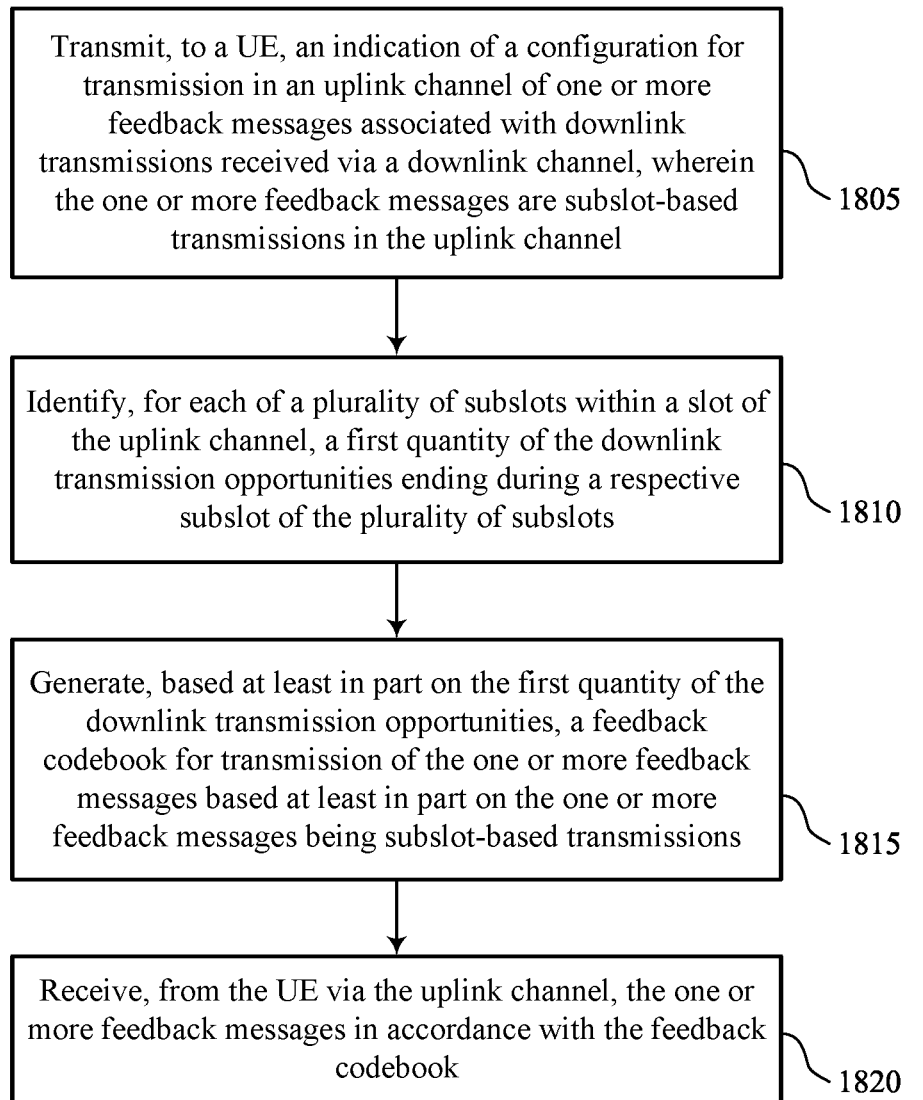 Transmit, to a UE, an indication of a configuration for
transmission in an uplink channel of one or more
feedback messages associated with downlink
transmissions received via a downlink channel, wherein
the one or more feedback messages are subslot-based
transmissions in the uplink channel
1805
Identify, for each of a plurality of subslots within a slot of
the uplink channel, a first quantity of the downlink
transmission opportunities ending during a respective
subslot of the plurality of subslots
1810
Generate, based at least in part on the first quantity of the
downlink transmission opportunities, a feedback
codebook for transmission of the one or more feedback
messages based at least in part on the one or more
feedback messages being subslot-based transmissions
1815
Receive, from the UE via the uplink channel, the one or
more feedback messages in accordance with the feedback
codebook
1820